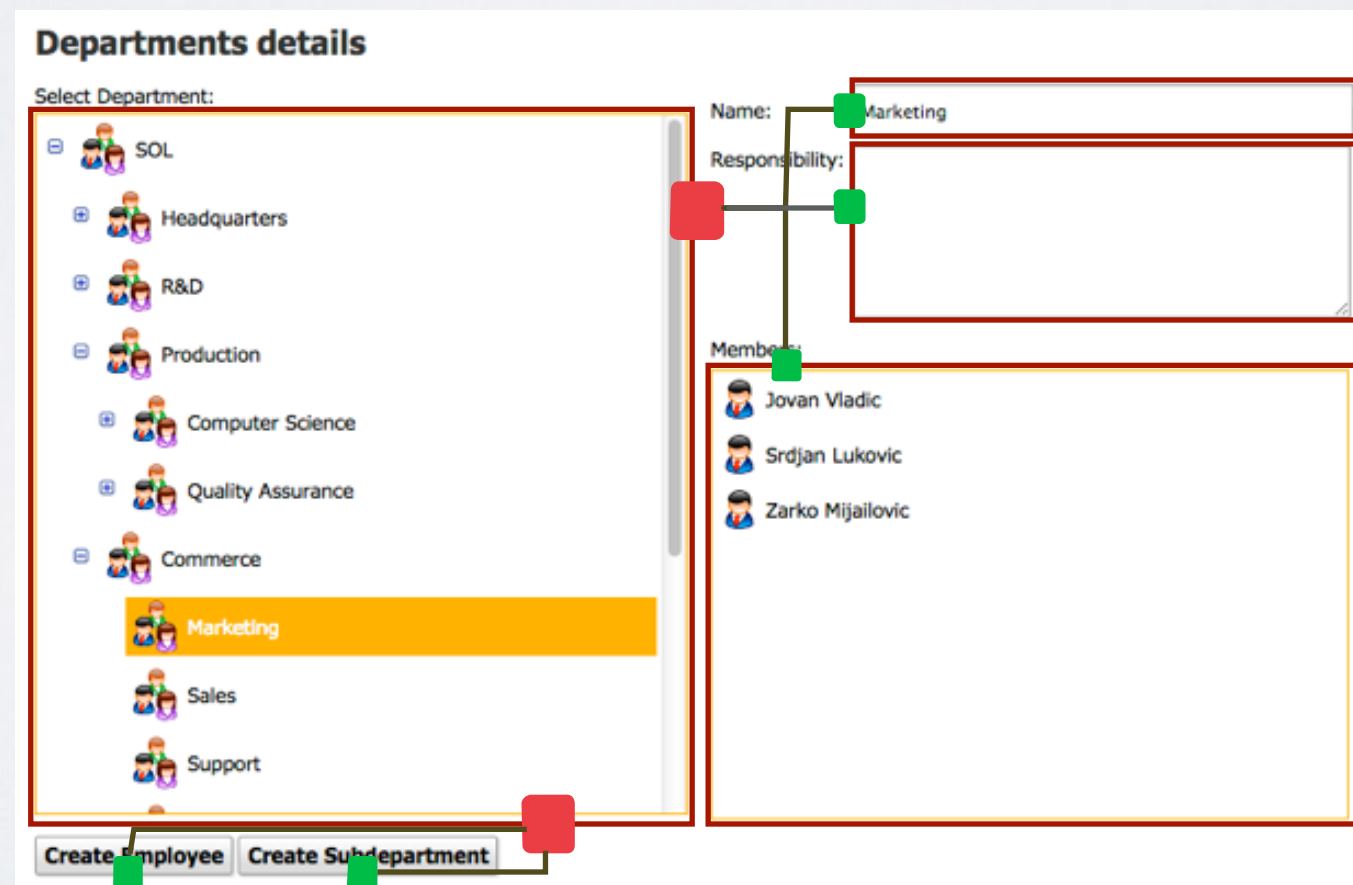 Departments details
Select Department:
SOL
Headquarters
R&D
Production
Computer Science
Quality Assurance
Commerce
Marketing
Sales
Support
Create Employee
Create Subdepartment
Name:
Marketing
Responsibility:
Members:
Jovan Vladic
Srdjan Lukovic
Zarko Mijailovic